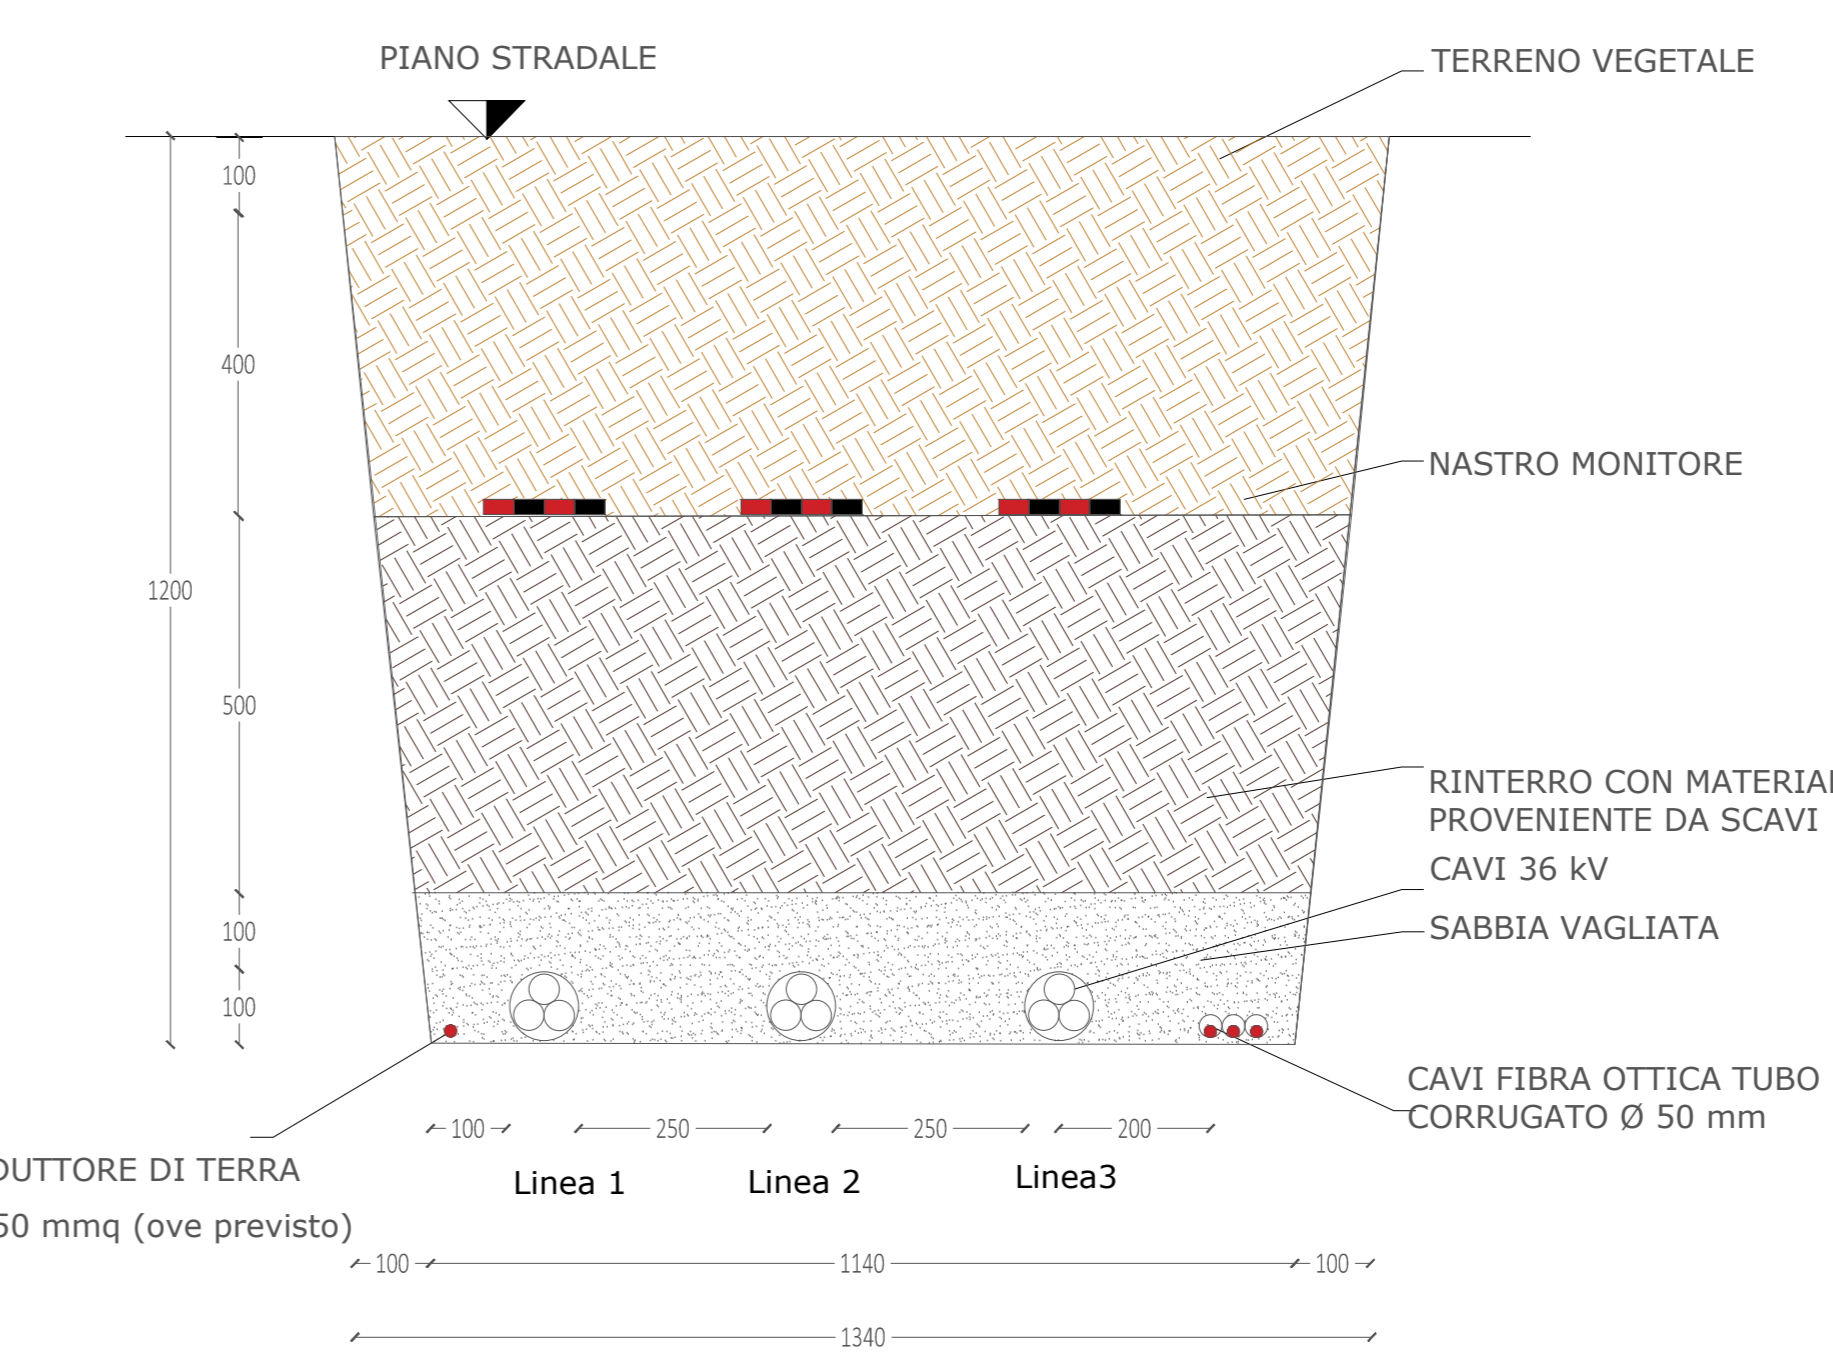 PIANO STRADALE
TERRENO VEGETALE
100
400
NASTRO MONITORE
1200
500
RINTERRO CON MATERIAL
PROVENIENTE DA SCAVI
CAVI 36 kV
100
SABBIA VAGLIATA
100
CAVI FIBRA OTTICA TUBO
CORRUGATO Ø 50 mm
100 250 250 200
DUTTORE DI TERRA
Linea 1 Linea 2 Linea3
50 mmq (ove previsto)
100 1140 100
1340